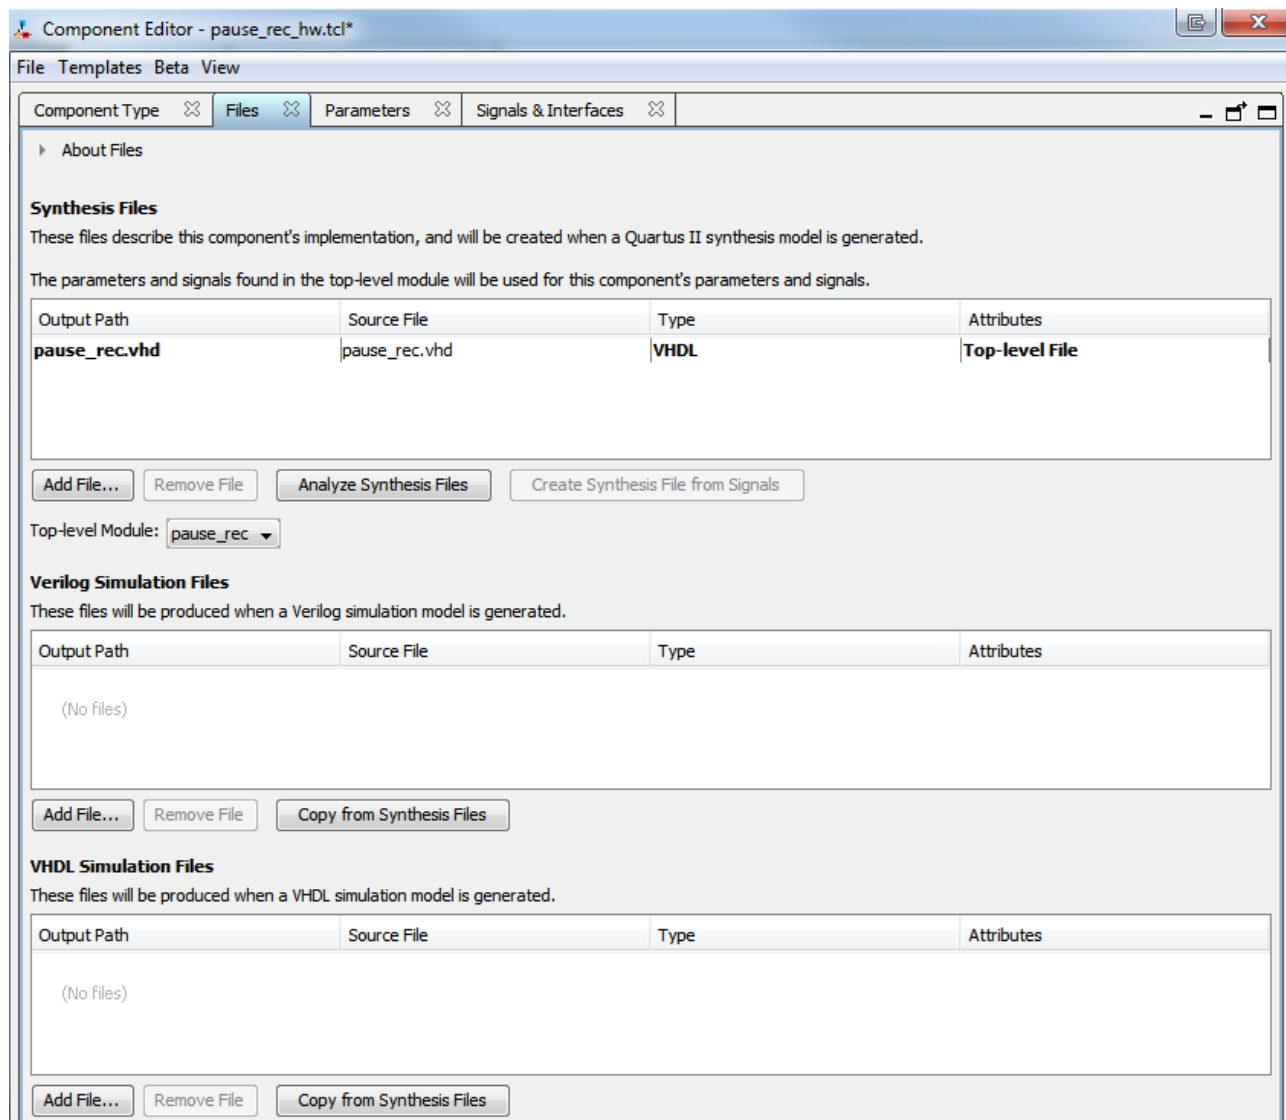 Component Editor - pause_rec_hw.tcl*
File Templates Beta View
Component Type Files Parameters Signals & Interfaces
About Files
Synthesis Files
These files describe this component's implementation, and will be created when a Quartus II synthesis model is generated.
The parameters and signals found in the top-level module will be used for this component's parameters and signals.
Output Path Source File Type Attributes
pause_rec.vhd pause_rec.vhd VHDL Top-level File
Add File... Remove File Analyze Synthesis Files Create Synthesis File from Signals
Top-level Module: pause_rec
Verilog Simulation Files
These files will be produced when a Verilog simulation model is generated.
Output Path Source File Type Attributes
(No files)
Add File... Remove File Copy from Synthesis Files
VHDL Simulation Files
These files will be produced when a VHDL simulation model is generated.
Output Path Source File Type Attributes
(No files)
Add File... Remove File Copy from Synthesis Files